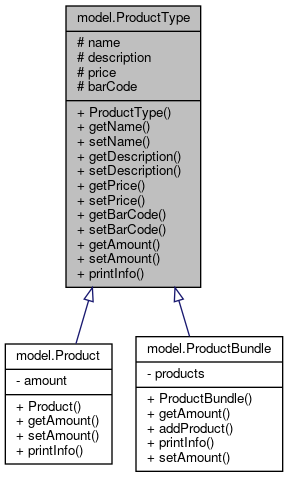 model.ProductType
# name
# description
# price
# barCode
+ ProductType()
+ getName()
+ setName()
+ getDescription()
+ setDescription()
+ getPrice()
+ setPrice()
+ getBarCode()
+ setBarCode()
+ getAmount()
+ setAmount()
+ printInfo()
model.Product
- amount
+ Product()
+ getAmount()
+ setAmount()
+ printInfo()
model.ProductBundle
- products
+ ProductBundle()
+ getAmount()
+ addProduct()
+ printInfo()
+ setAmount()